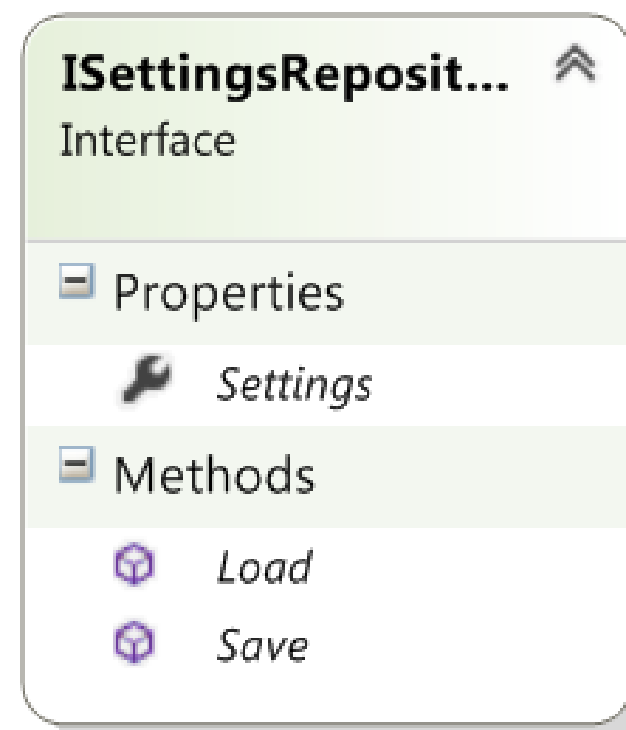 ISettingsReposit...
Interface
Properties
Settings
Methods
Load
Save